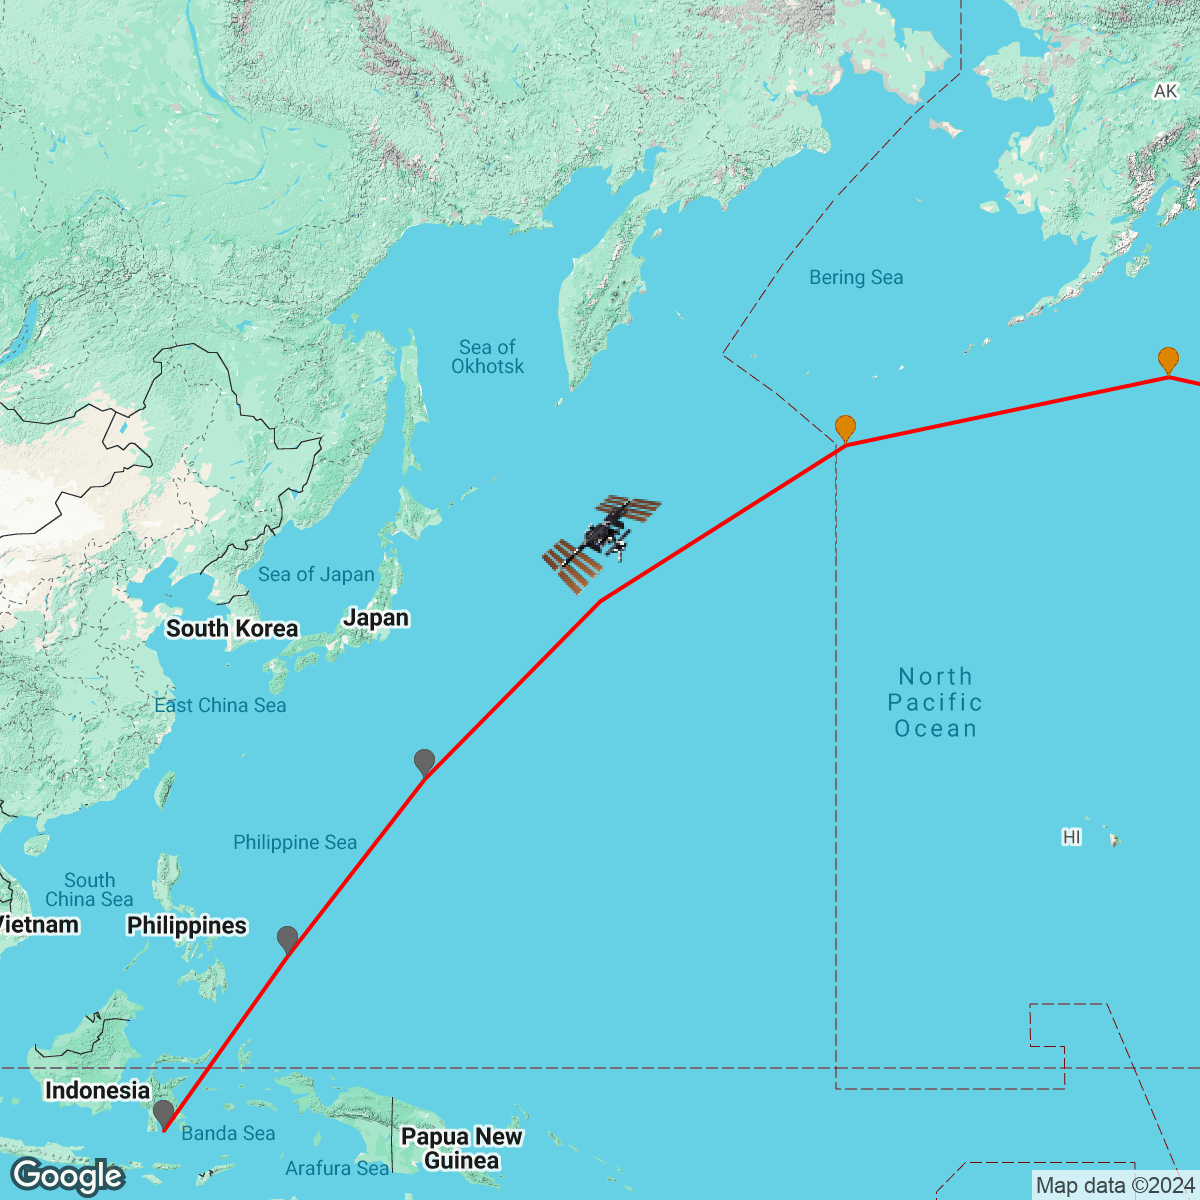 AK
Bering Sea
Sea of
Okhotsk
Sea of Japan
Japan
South Korea
East China Sea
North
Pacific
Ocean
Philippine Sea
HI
South
China Sea
Vietnam
Philippines
Indonesia
Banda Sea
Papua New
Guinea
Arafura Sea
Google
Map data ©2024